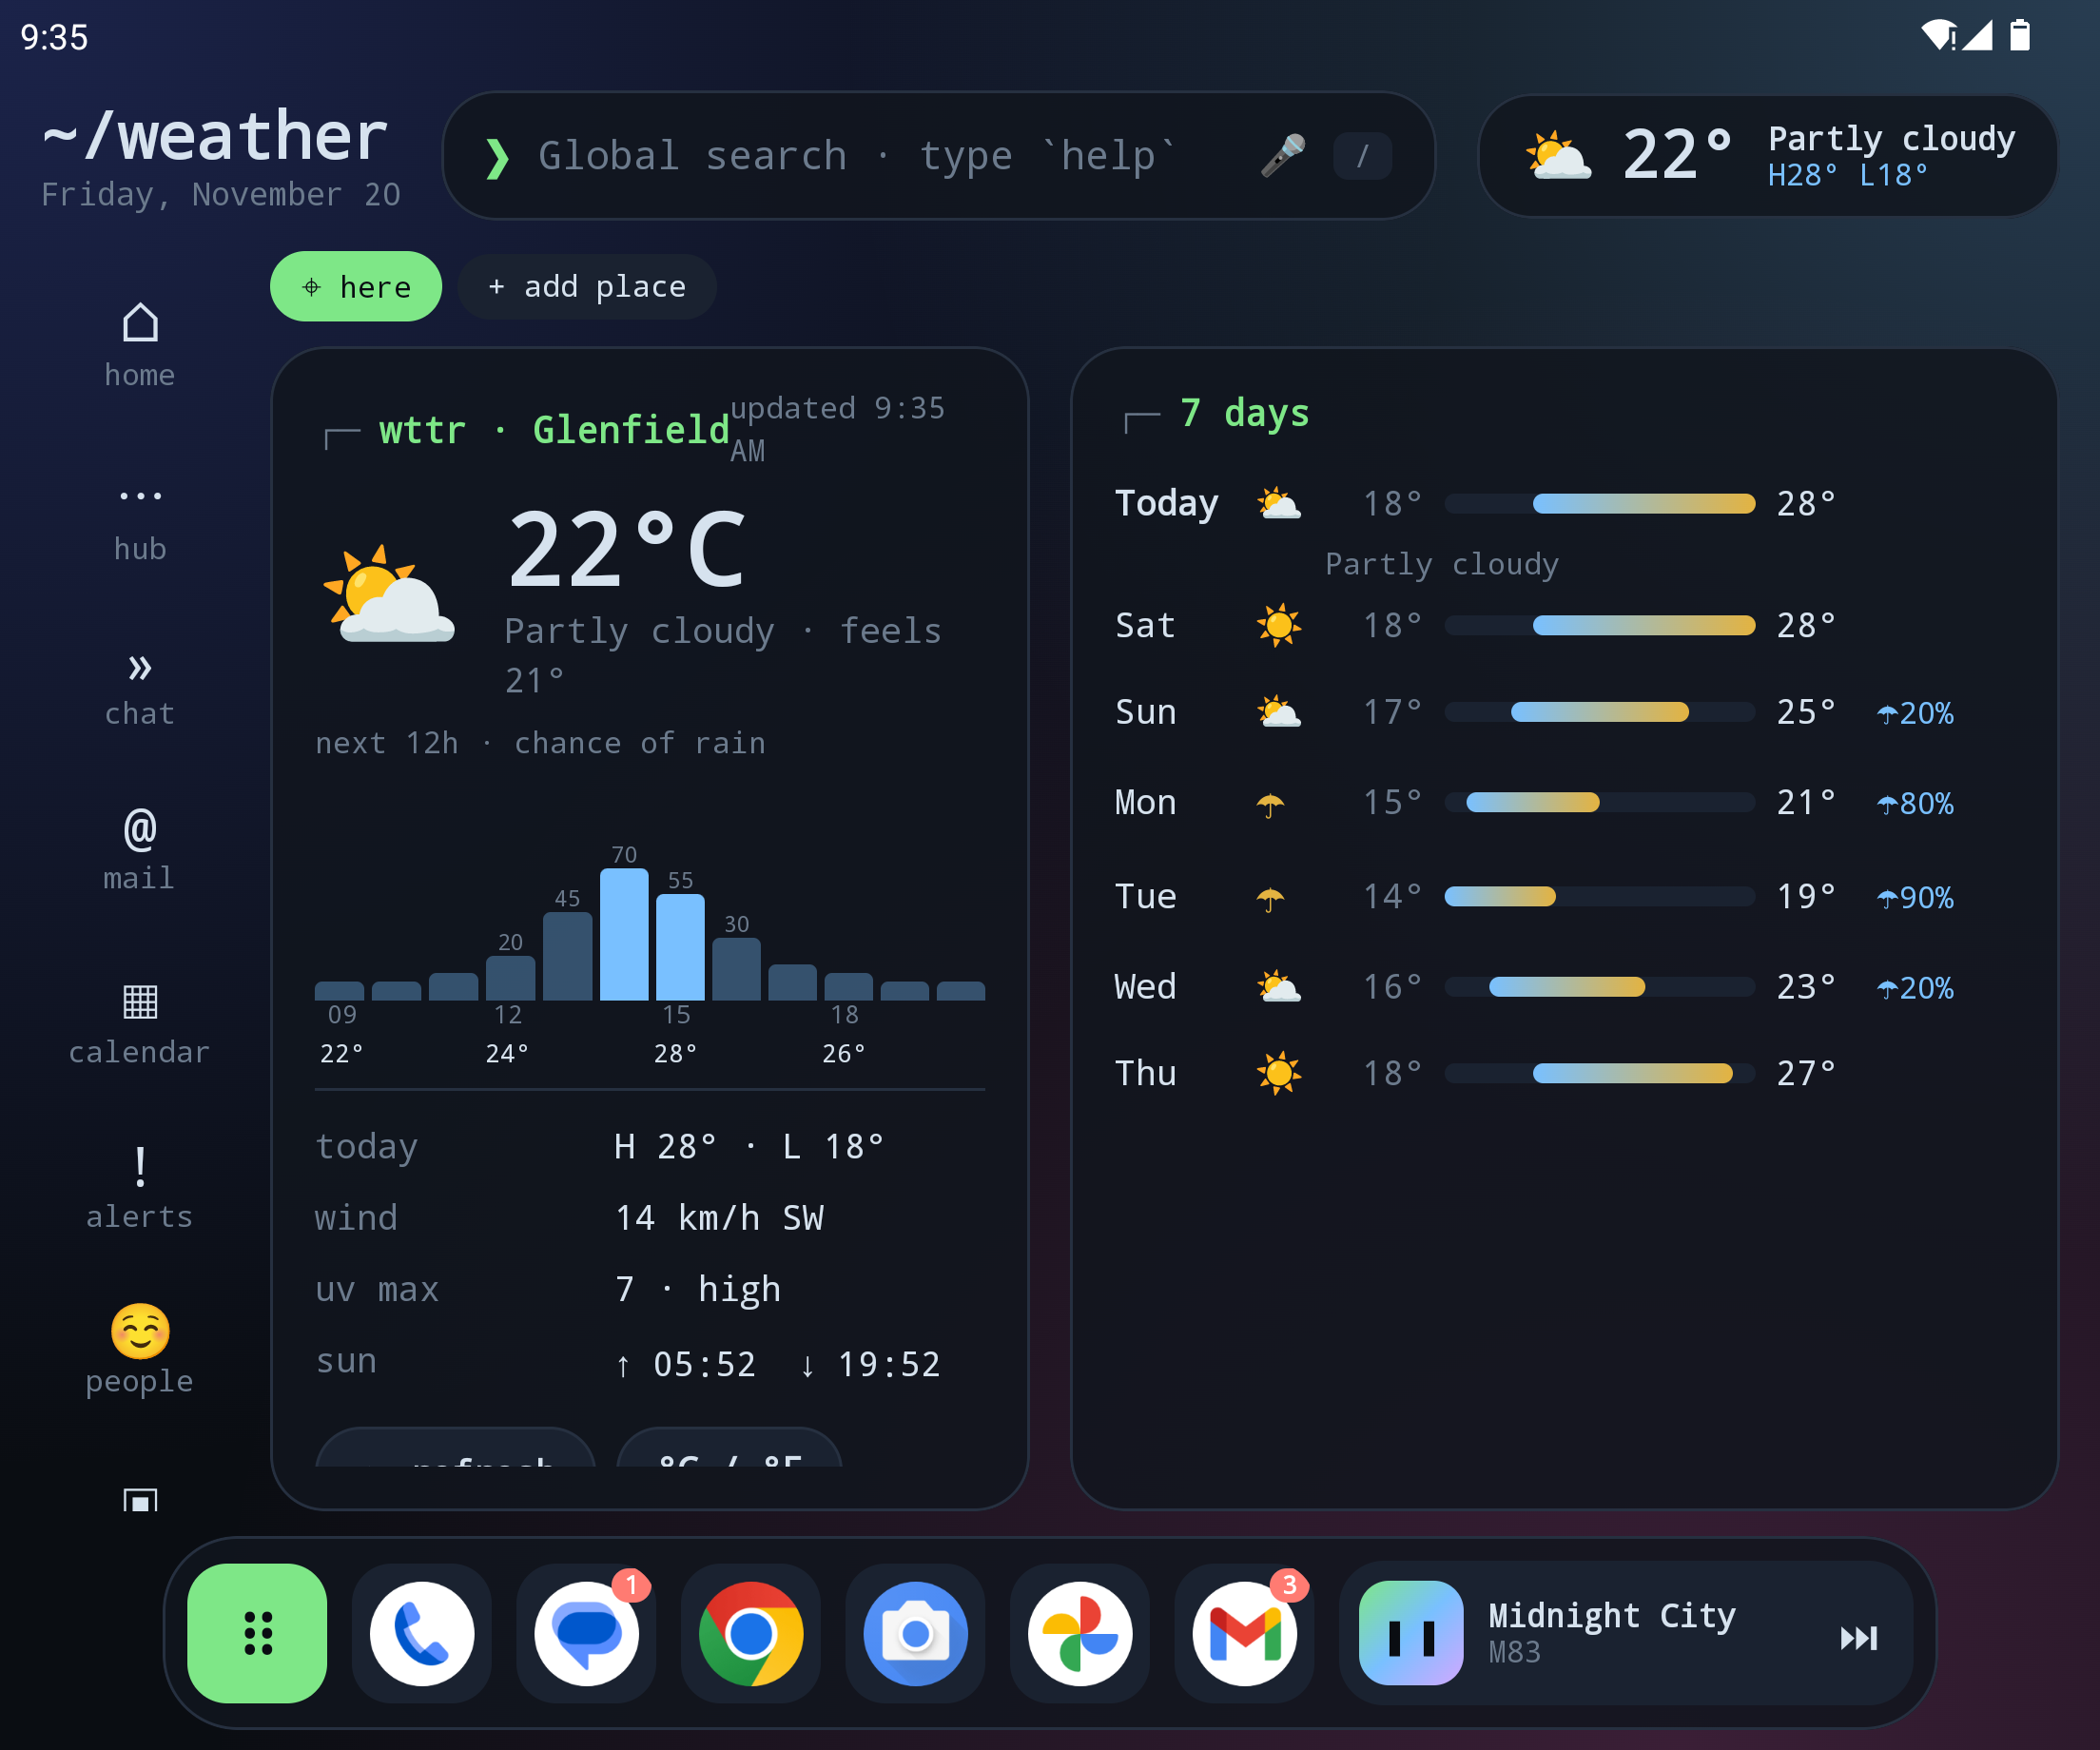 9:35
~/weather
Friday, November 20
❯ Global search · type `help`
/
22°
Partly cloudy
H28° L18°
⌖ here
+ add place
home
hub
chat
mail
calendar
alerts
people
wttr · Glenfield
updated 9:35 AM
22°C
Partly cloudy · feels
21°
next 12h · chance of rain
20 45 70 55 30
09 12 15 18
22° 24° 28° 26°
today H 28° · L 18°
wind 14 km/h SW
uv max 7 · high
sun ↑ 05:52 ↓ 19:52
refresh
°C / °F
7 days
Today 18° 28°
Partly cloudy
Sat 18° 28°
Sun 17° 25° ☂20%
Mon 15° 21° ☂80%
Tue 14° 19° ☂90%
Wed 16° 23° ☂20%
Thu 18° 27°
1
3
Midnight City
M83